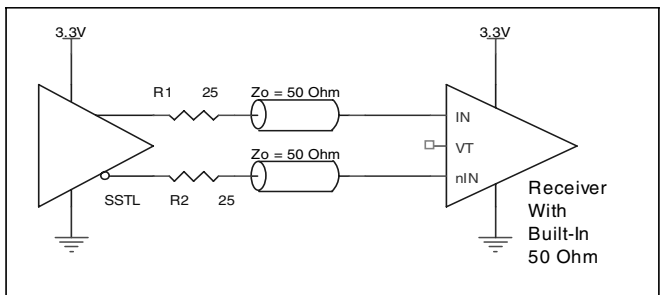 3.3V
3.3V
R1 25 Zo = 50 Ohm
IN
Zo = 50 Ohm
VT
nIN
SSTL R2 25
Receiver
With
Built-In
50 Ohm